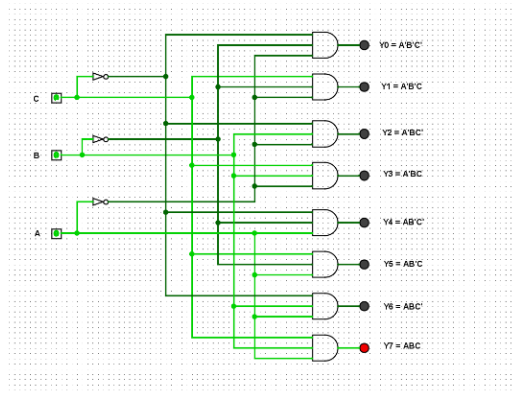 Y0 = A'B'C'
Y1 = A'B'C
C
Y2 = A'BC'
B
Y3 = A'BC
Y4 = AB'C'
A
Y5 = AB'C
Y6 = ABC'
Y7 = ABC